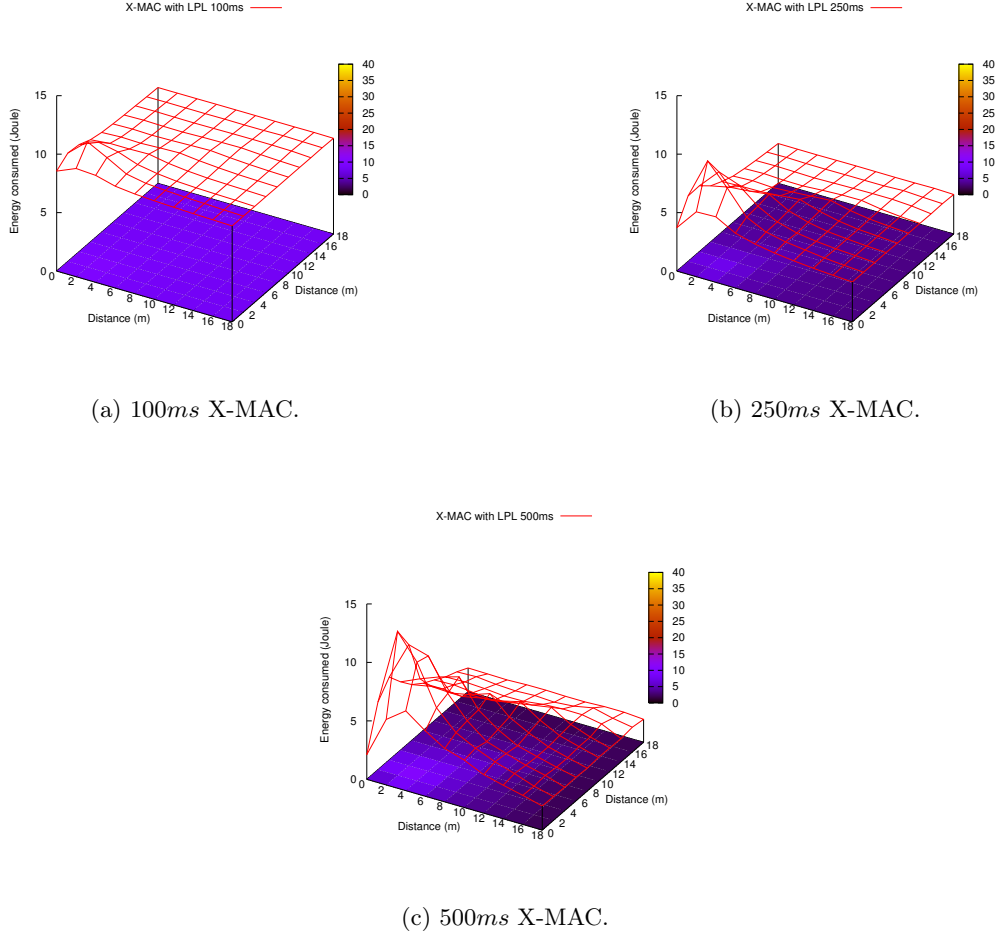 X-MAC with LPL 100ms
Energy consumed (Joule)
15
10
5
0
40
35
30
25
20
15
10
5
0
0 2 4 6 8 10 12 14 16 18
Distance (m)
0 2 4 6 8 10 12 14 16 18
Distance (m)
(a) 100ms X-MAC.
X-MAC with LPL 250ms
Energy consumed (Joule)
15
10
5
0
40
35
30
25
20
15
10
5
0
0 2 4 6 8 10 12 14 16 18
Distance (m)
0 2 4 6 8 10 12 14 16 18
Distance (m)
(b) 250ms X-MAC.
X-MAC with LPL 500ms
Energy consumed (Joule)
15
10
5
0
40
35
30
25
20
15
10
5
0
0 2 4 6 8 10 12 14 16 18
Distance (m)
0 2 4 6 8 10 12 14 16 18
Distance (m)
(c) 500ms X-MAC.